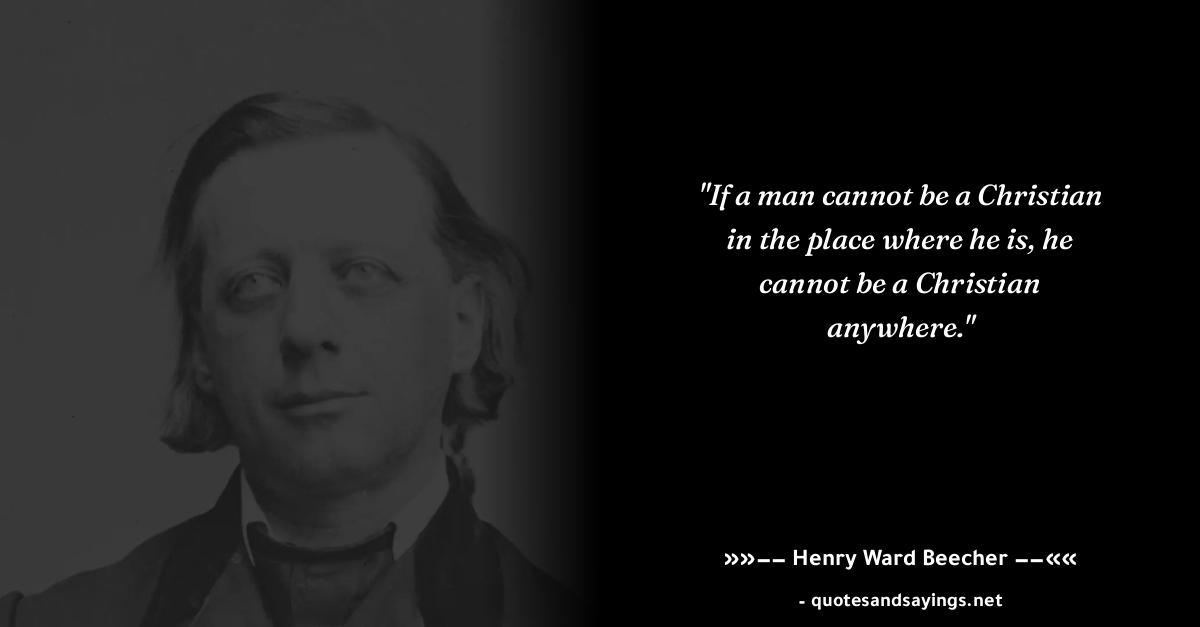 "If a man cannot be a Christian
in the place where he is, he
cannot be a Christian
anywhere."
»»−− Henry Ward Beecher −−««
- quotesandsayings.net